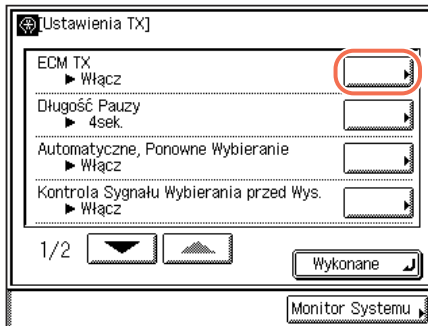 [Ustawienia TX]
ECM TX
► Włącz
Długość Pauzy
► 4sek.
Automatyczne, Ponowne Wybieranie
► Włącz
Kontrola Sygnału Wybierania przed Wys.
► Włącz
1/2
Wykonane
Monitor Systemu